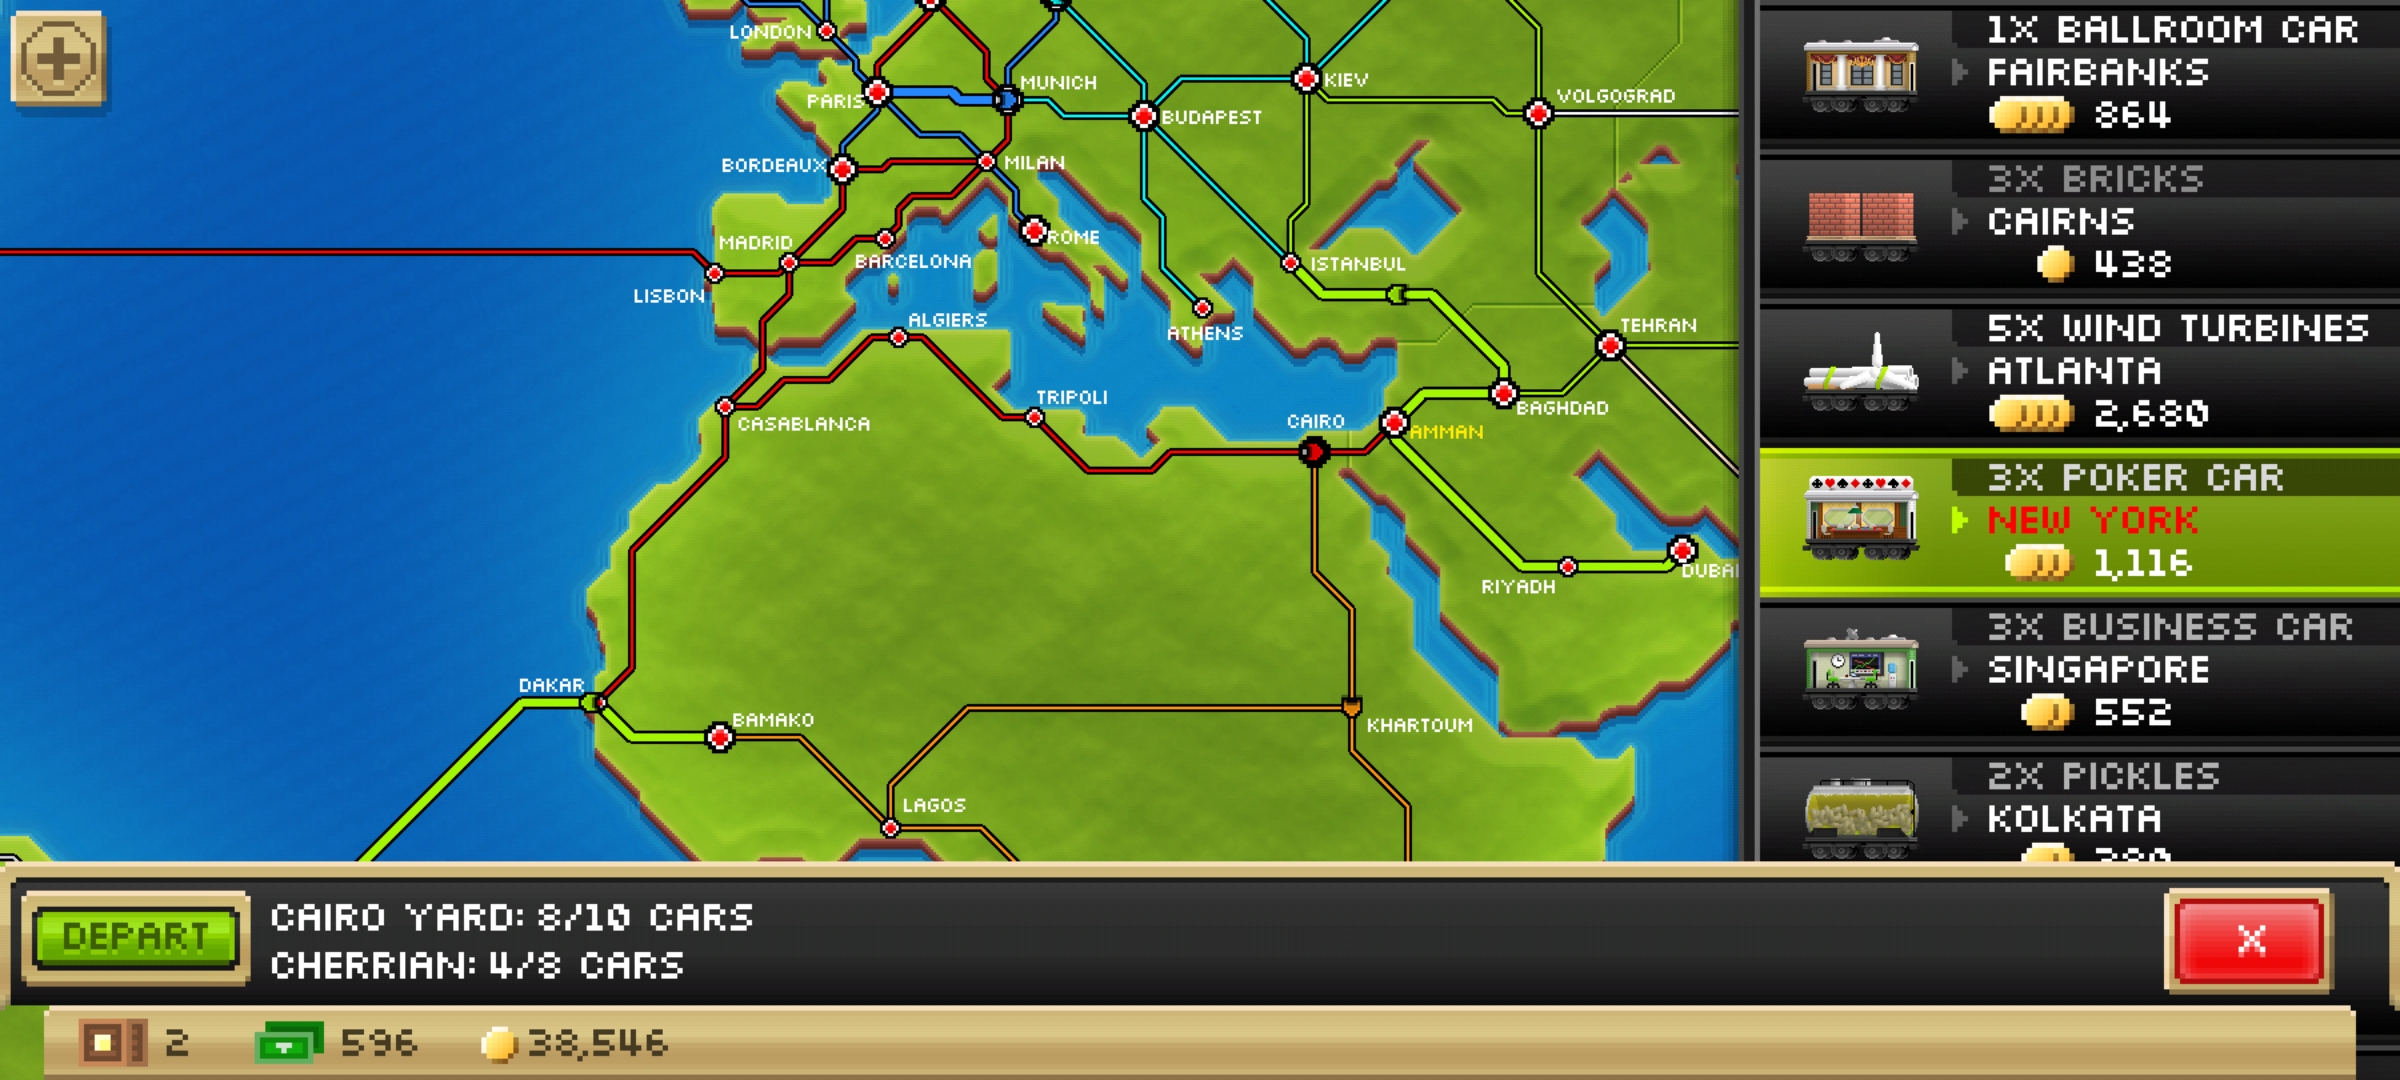 LONDON
PARIS
MUNICH
BUDAPEST
KIEV
VOLGOGRAD
BORDEAUX
MILAN
MADRID
ROME
BARCELONA
ISTANBUL
LISBON
ALGIERS
ATHENS
TEHRAN
TRIPOLI
CASABLANCA
CAIRO
BAGHDAD
AMMAN
DUBA
RIYADH
DAKAR
BAMAKO
KHARTOUM
LAGOS
1X BALLROOM CAR
FAIRBANKS
864
3X BRICKS
CAIRNS
438
5X WIND TURBINES
ATLANTA
2,680
3X POKER CAR
NEW YORK
1,116
3X BUSINESS CAR
SINGAPORE
552
2X PICKLES
KOLKATA
DEPART
CAIRO YARD: 8/10 CARS
CHERRIAN: 4/8 CARS
X
2
596
38,546